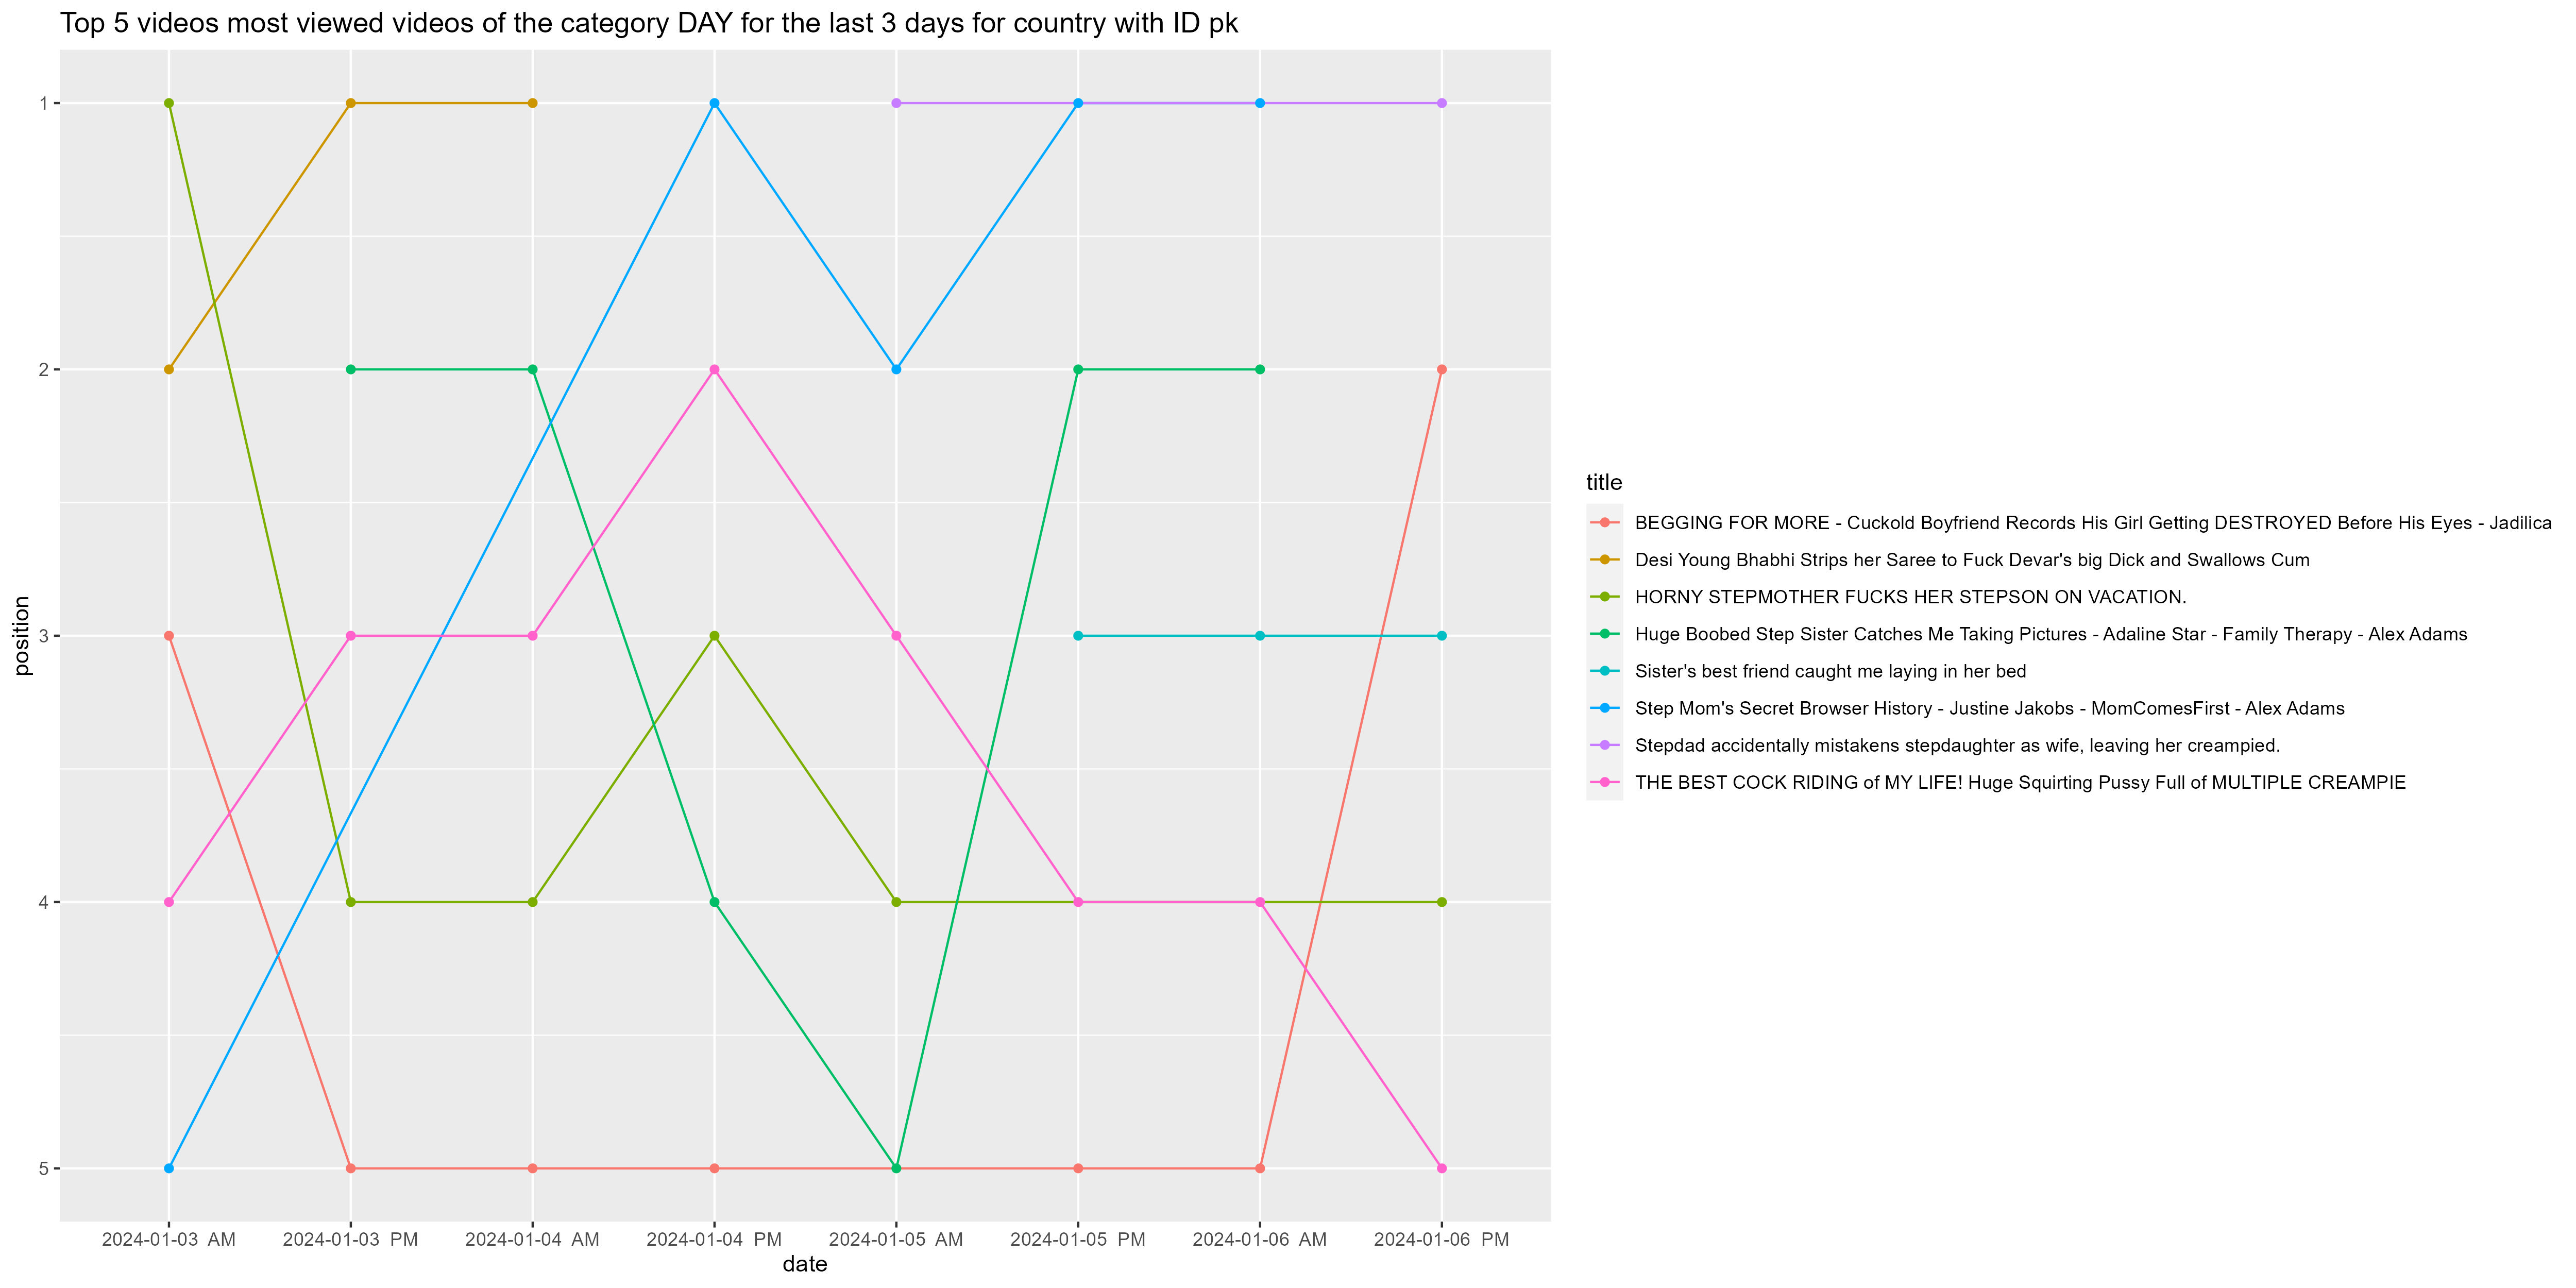 Top 5 videos most viewed videos of the category DAY for the last 3 days for country with ID pk
position
1
2
3
4
5
2024-01-03 AM
2024-01-03 PM
2024-01-04 AM
2024-01-04 PM
2024-01-05 AM
2024-01-05 PM
2024-01-06 AM
2024-01-06 PM
date
title
BEGGING FOR MORE - Cuckold Boyfriend Records His Girl Getting DESTROYED Before His Eyes - Jadilica
Desi Young Bhabhi Strips her Saree to Fuck Devar's big Dick and Swallows Cum
HORNY STEPMOTHER FUCKS HER STEPSON ON VACATION.
Huge Boobed Step Sister Catches Me Taking Pictures - Adaline Star - Family Therapy - Alex Adams
Sister's best friend caught me laying in her bed
Step Mom's Secret Browser History - Justine Jakobs - MomComesFirst - Alex Adams
Stepdad accidentally mistakens stepdaughter as wife, leaving her creampied.
THE BEST COCK RIDING of MY LIFE! Huge Squirting Pussy Full of MULTIPLE CREAMPIE